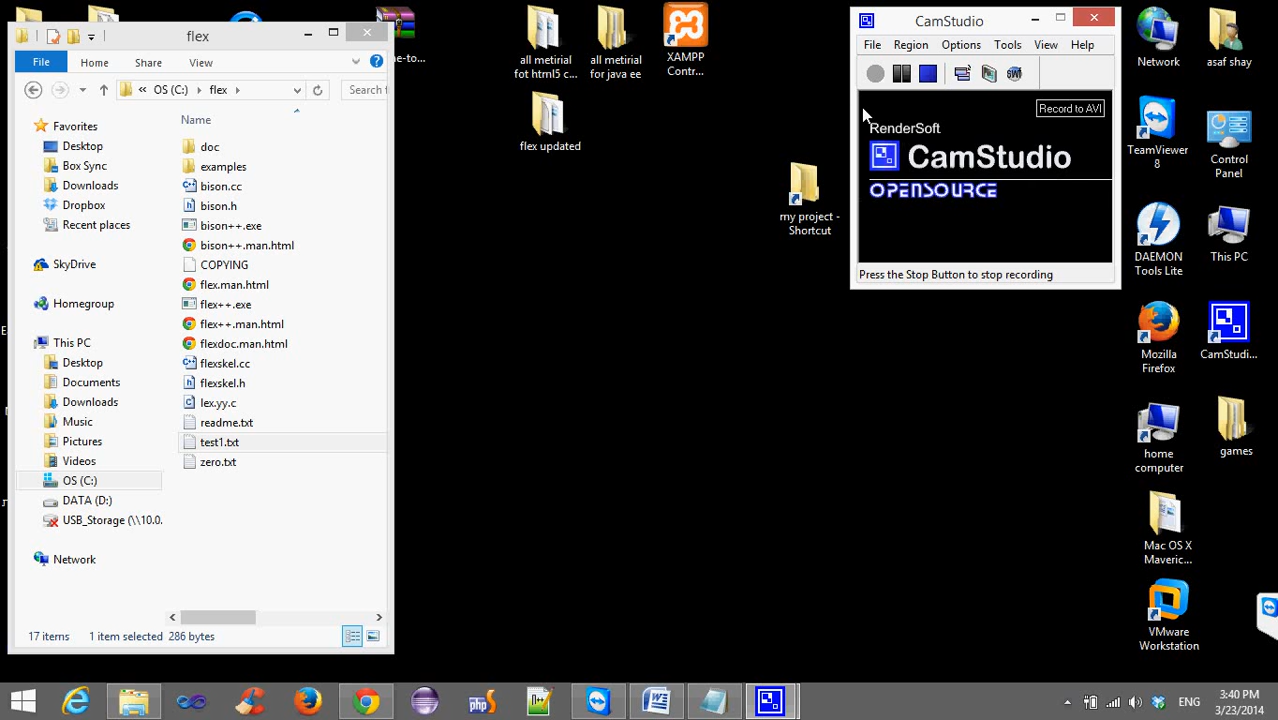 flex
File
Home
Share
View
OS (C:)
flex
Search f
Name
Favorites
Desktop
Box Sync
Downloads
Dropbox
Recent places
SkyDrive
Homegroup
This PC
Desktop
Documents
Downloads
Music
Pictures
Videos
OS (C:)
DATA (D:)
USB_Storage (\\10.0.
Network
doc
examples
bison.cc
bison.h
bison++.exe
bison++.man.html
COPYING
flex.man.html
flex++.exe
flex++.man.html
flexdoc.man.html
flexskel.cc
flexskel.h
lex.yy.c
readme.txt
test1.txt
zero.txt
17 items
1 item selected 286 bytes
ne-to...
all metirial
fot html5 c...
all metirial
for java ee
XAMPP
Contr...
flex updated
my project -
Shortcut
CamStudio
File
Region
Options
Tools
View
Help
Record to AVI
RenderSoft
CamStudio
OPENSOURCE
Press the Stop Button to stop recording
Network
asaf shay
TeamViewer
8
Control
Panel
DAEMON
Tools Lite
This PC
Mozilla
Firefox
CamStudi...
home
computer
games
Mac OS X
Maveric...
VMware
Workstation
php
ENG
3:40 PM
3/23/2014